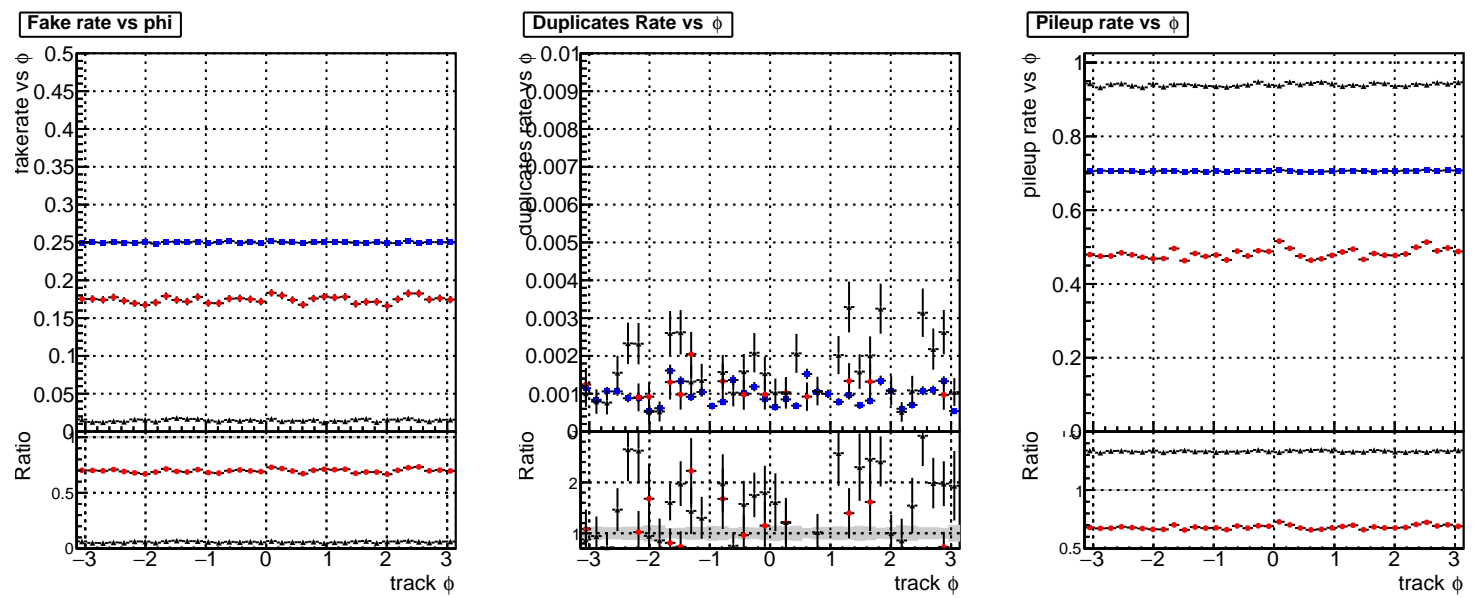 Fake rate vs phi
fakerate vs ϕ
0.5
0.45
0.4
0.35
0.3
0.25
0.2
0.15
0.1
0.05
0
Ratio
1
0.5
0
−3 −2 −1 0 1 2 3
track ϕ
Duplicates Rate vs ϕ
duplicates rate vs ϕ
0.01
0.009
0.008
0.007
0.006
0.005
0.004
0.003
0.002
0.001
0
Ratio
2
1
−3 −2 −1 0 1 2 3
track ϕ
Pileup rate vs ϕ
pileup rate vs ϕ
1
0.8
0.6
0.4
0.2
0
Ratio
1
0.5
−3 −2 −1 0 1 2 3
track ϕ